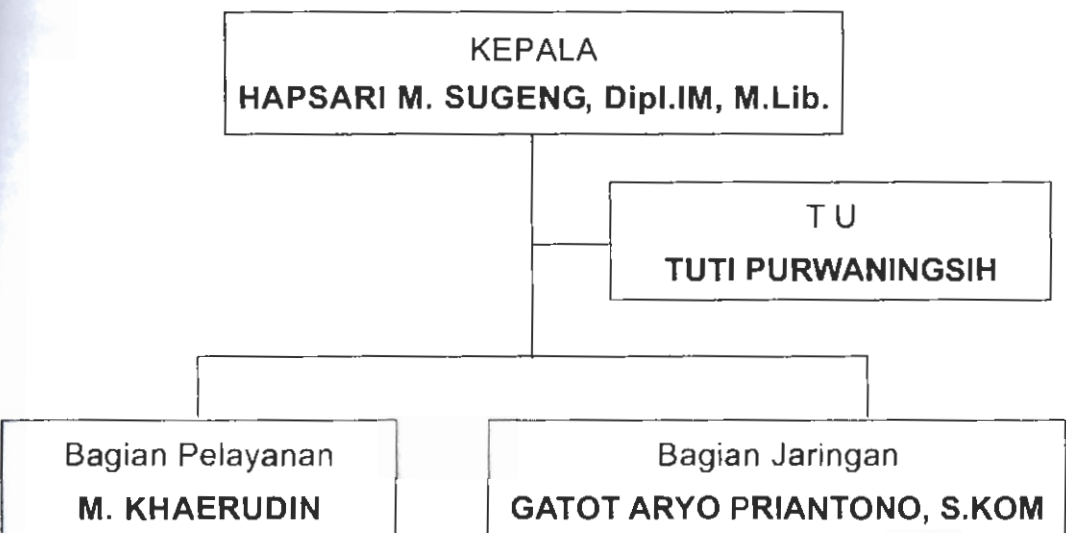 KEPALA
HAPSARI M. SUGENG, Dipl.IM, M.Lib.
T U
TUTI PURWANINGSIH
Bagian Pelayanan
M. KHAERUDIN
Bagian Jaringan
GATOT ARYO PRIANTONO, S.KOM